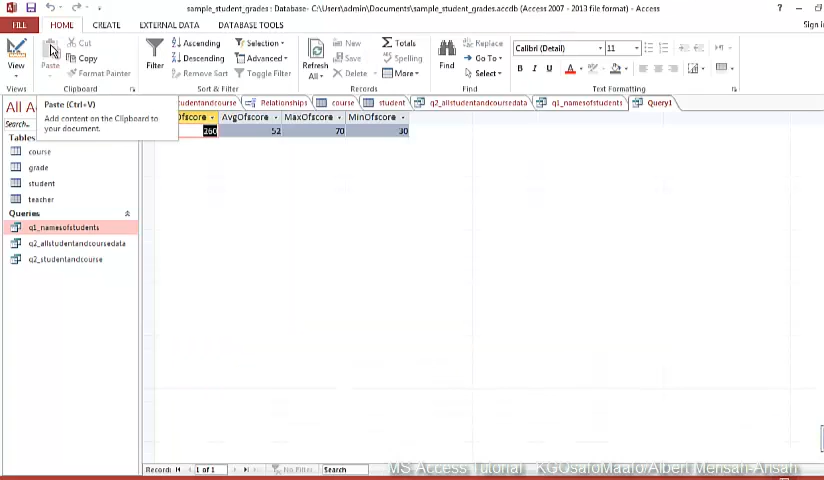 sample_student_grades : Database- C:\Users\admin\Documents\sample_student_grades.accdb (Access 2007 - 2013 file format) - Access
FILE HOME CREATE EXTERNAL DATA DATABASE TOOLS Sign in
View
Views
Paste
Cut
Copy
Format Painter
Clipboard
Filter
Ascending
Descending
Remove Sort
Selection
Advanced
Toggle Filter
Sort & Filter
Refresh
All
New
Save
Delete
Totals
Spelling
More
Records
Find
Replace
Go To
Select
Find
Calibri (Detail) 11
B I U A
Text Formatting
All A
Paste (Ctrl+V)
Add content on the Clipboard to
your document.
Search..
Tables
course
grade
student
teacher
Queries
q1_namesofstudents
q2_allstudentandcoursedata
q2_studentandcourse
tudentandcourse Relationships course student q2_allstudentandcoursedata q1_namesofstudents Query1
Ofscore AvgOfscore MaxOfscore MinOfscore
260 52 70 30
Record: 1 of 1 No Filter Search
MS Access Tutorial KGOsafoMaafo/Albert Mensah-Ansah